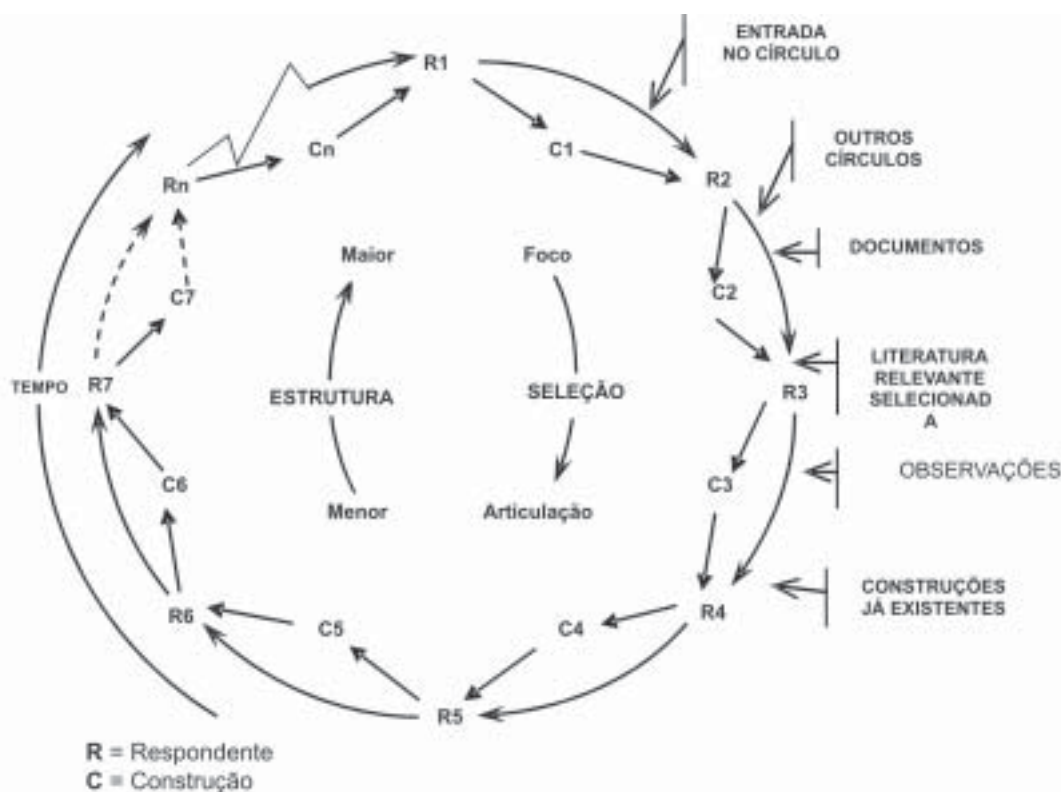 ENTRADA
NO CÍRCULO
R1
Cn
C1
OUTROS
CÍRCULOS
Rn
R2
Maior
Foco
DOCUMENTOS
C7
C2
TEMPO
R7
ESTRUTURA
SELEÇÃO
R3
LITERATURA
RELEVANTE
SELECIONAD
A
C6
C3
OBSERVAÇÕES
Menor
Articulação
R6
C5
C4
R4
CONSTRUÇÕES
JÁ EXISTENTES
R5
R = Respondente
C = Construção